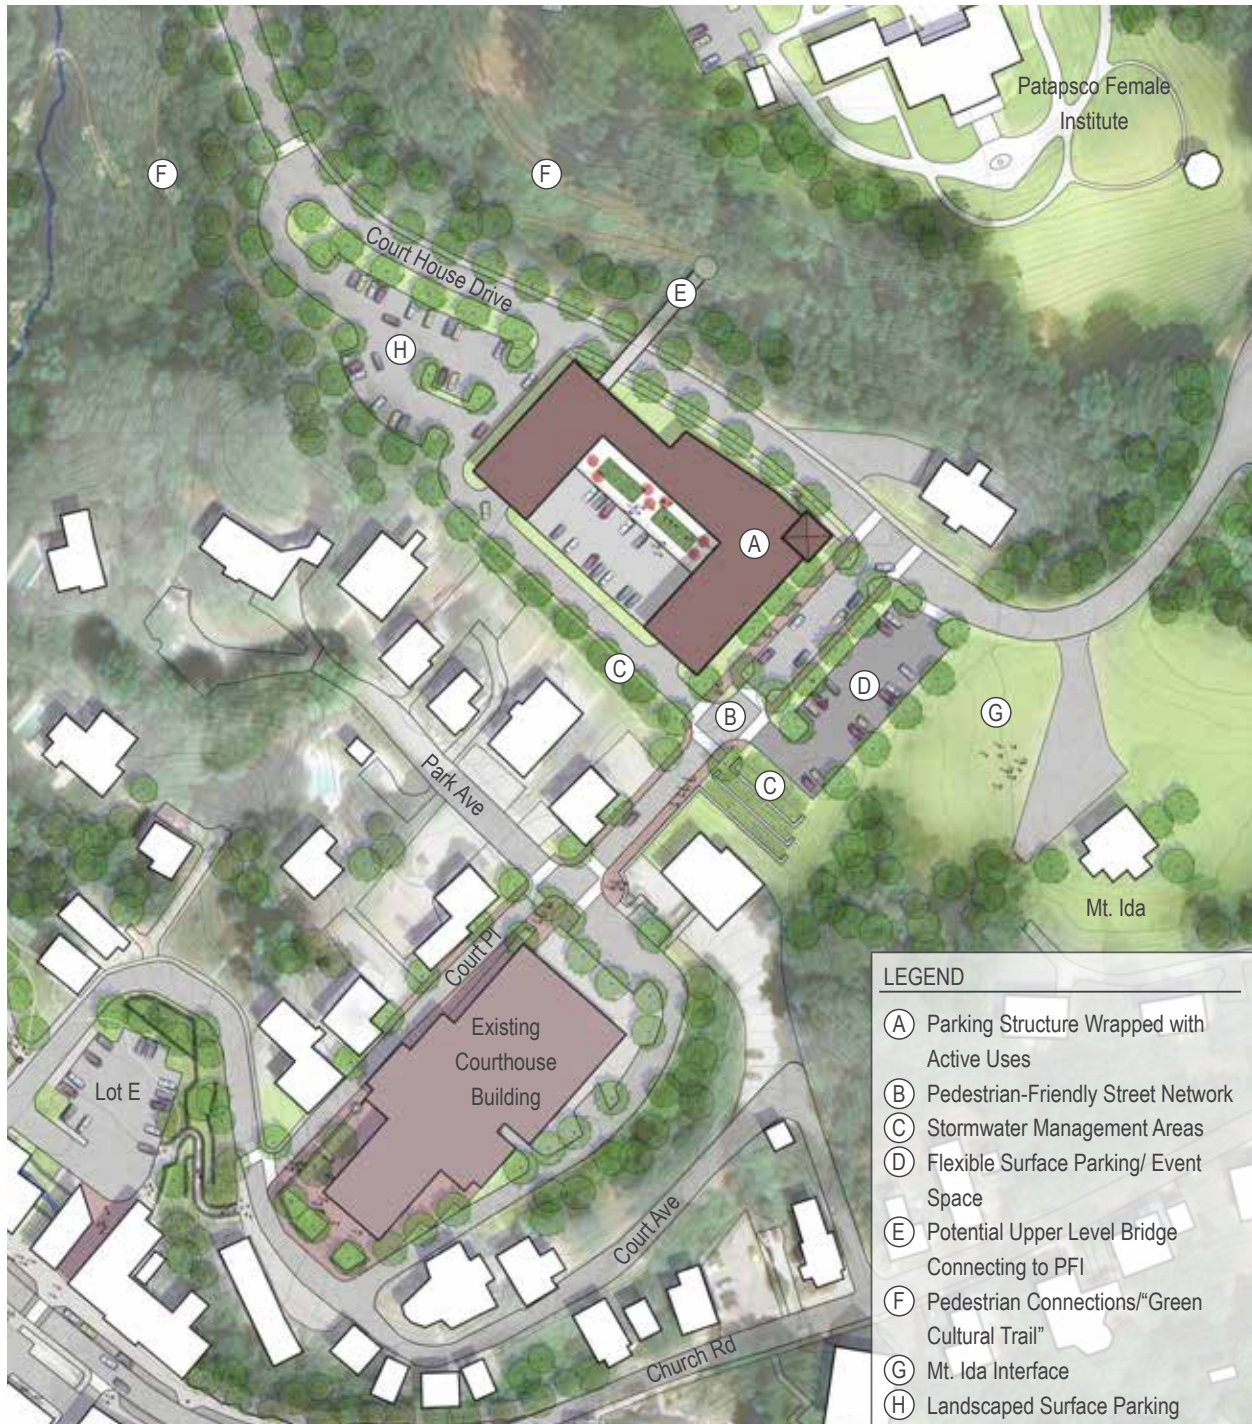 Patapsco Female
Institute
F
F
Court House Drive
E
H
A
C
D
B
G
C
Park Ave
Mt. Ida
Court Pl
Existing
Courthouse
Building
Lot E
Court Ave
Church Rd
LEGEND
A Parking Structure Wrapped with
Active Uses
B Pedestrian-Friendly Street Network
C Stormwater Management Areas
D Flexible Surface Parking/ Event
Space
E Potential Upper Level Bridge
Connecting to PFI
F Pedestrian Connections/“Green
Cultural Trail”
G Mt. Ida Interface
H Landscaped Surface Parking